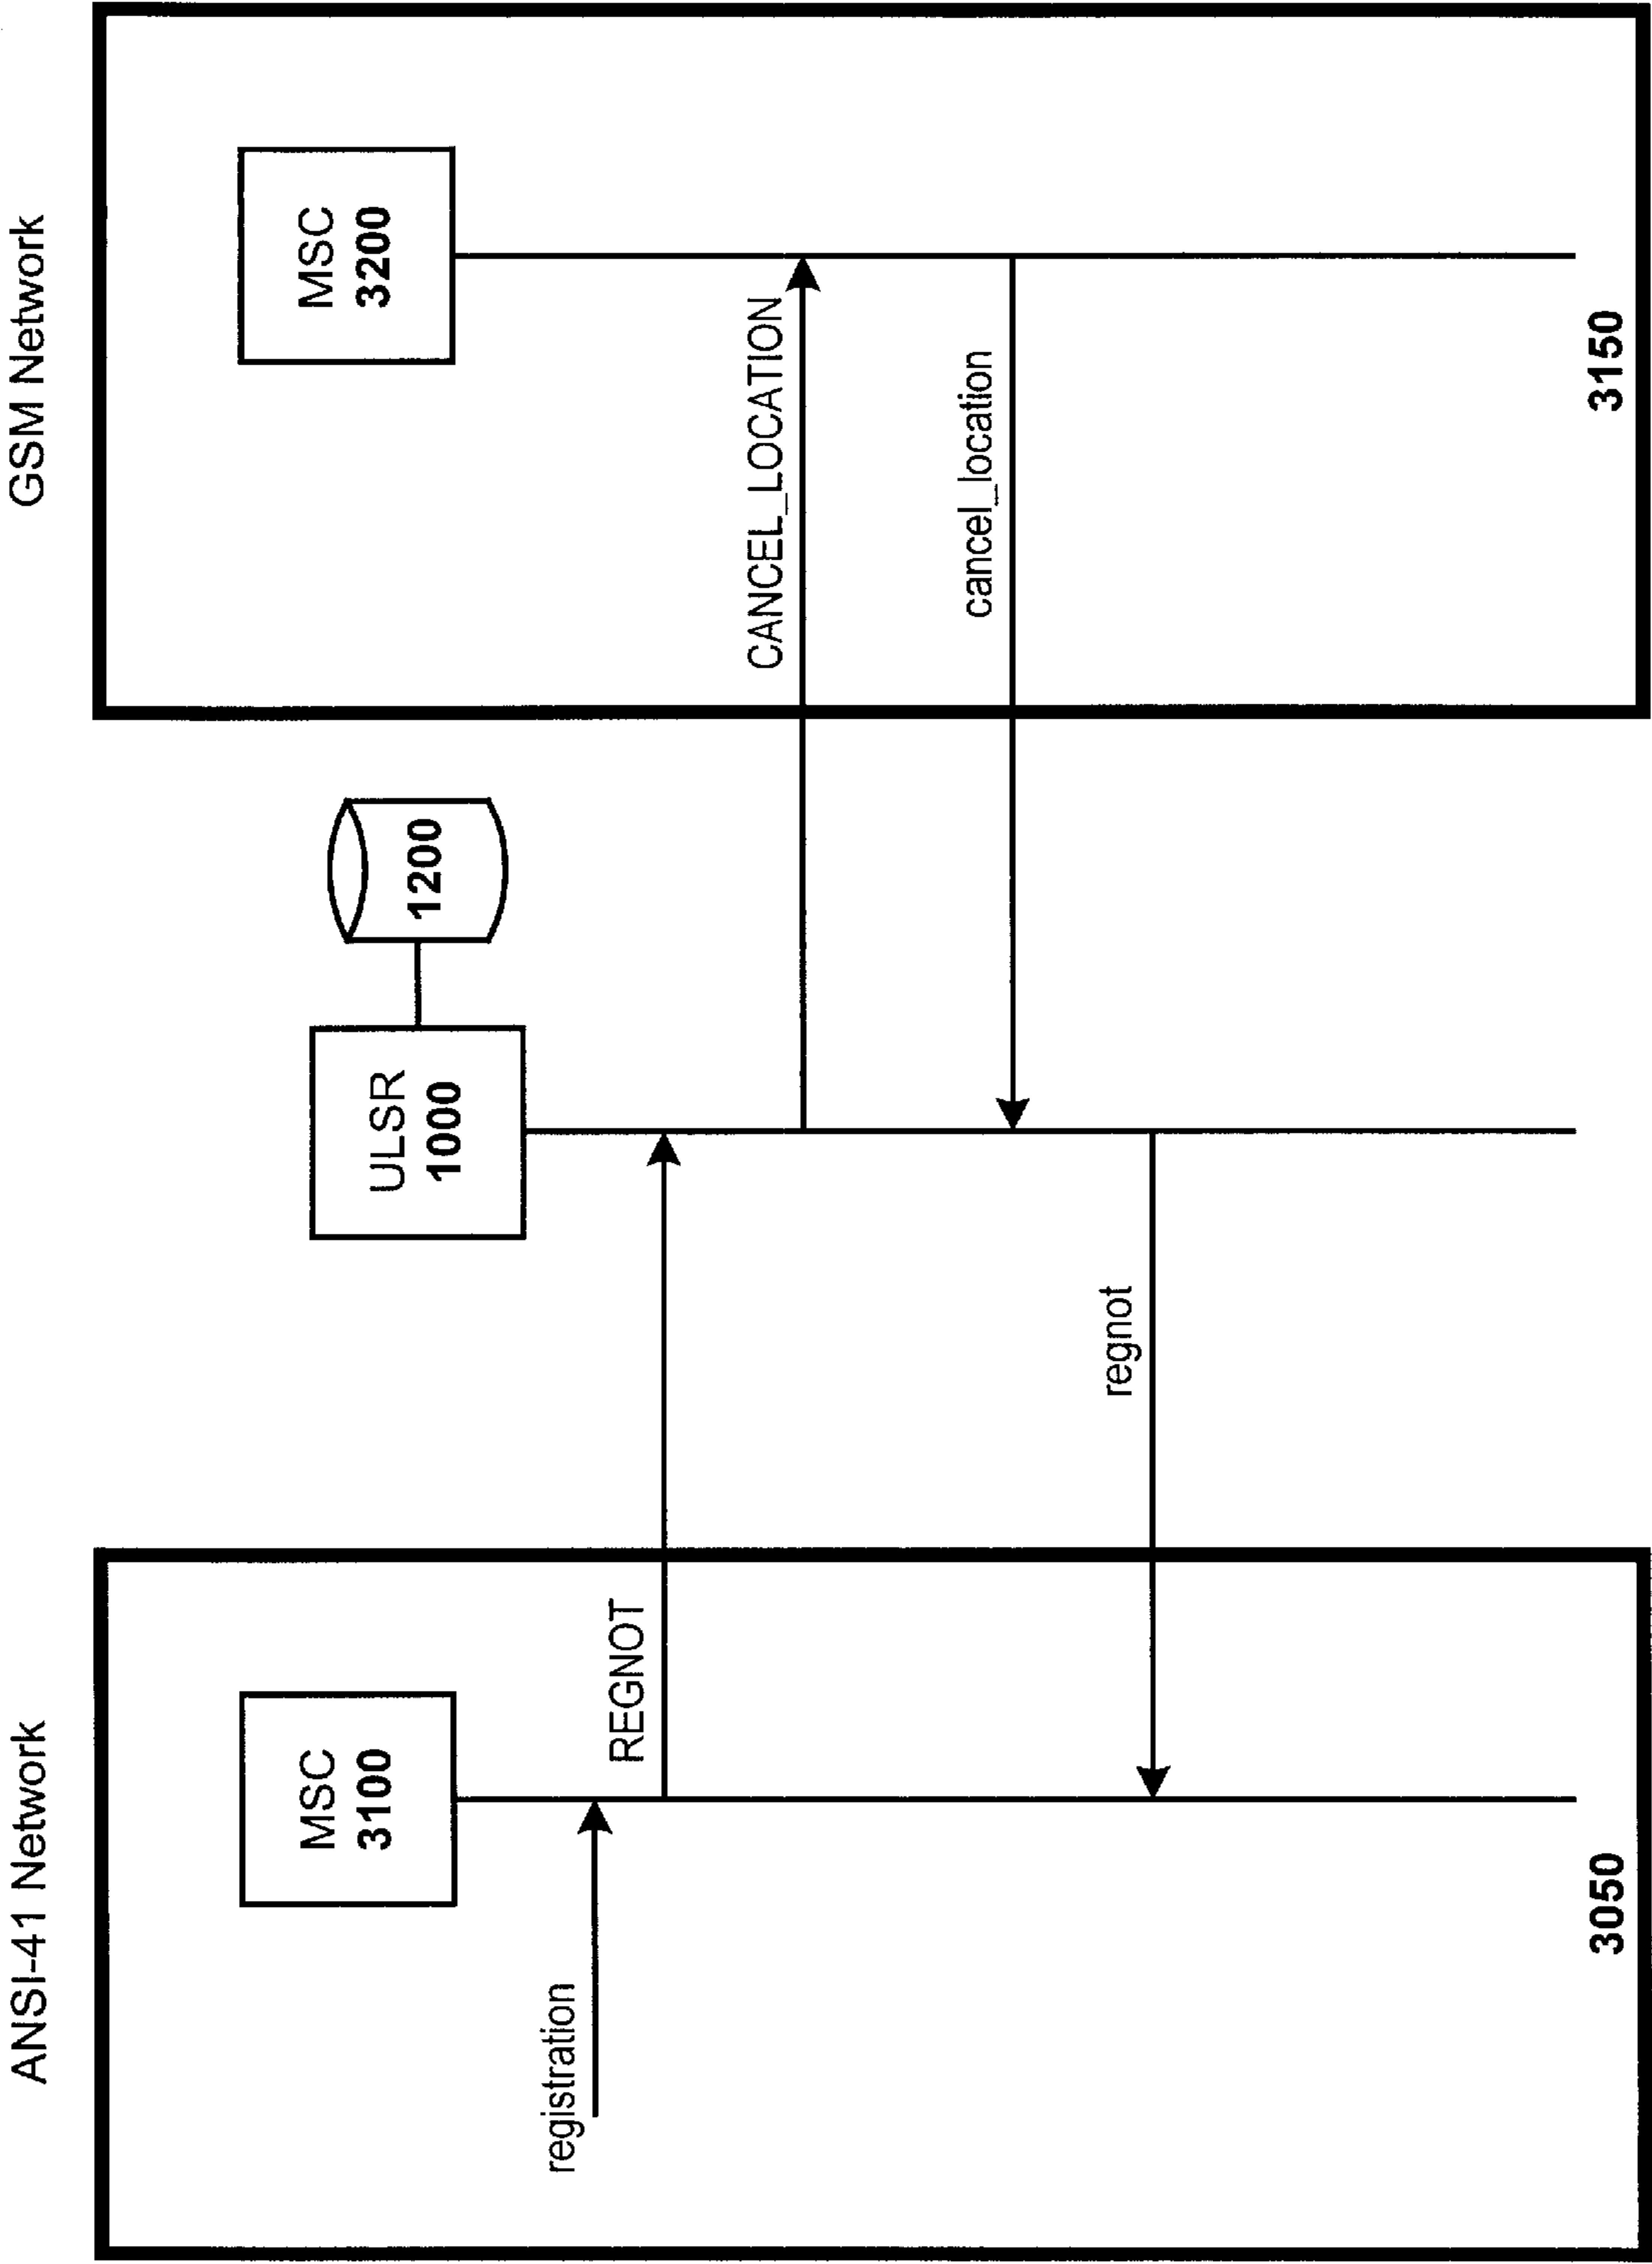 ANSI-41 Network
GSM Network
MSC
3100
ULSR
1000
1200
MSC
3200
registration
REGNOT
CANCEL_LOCATION
cancel_location
regnot
3050
3150